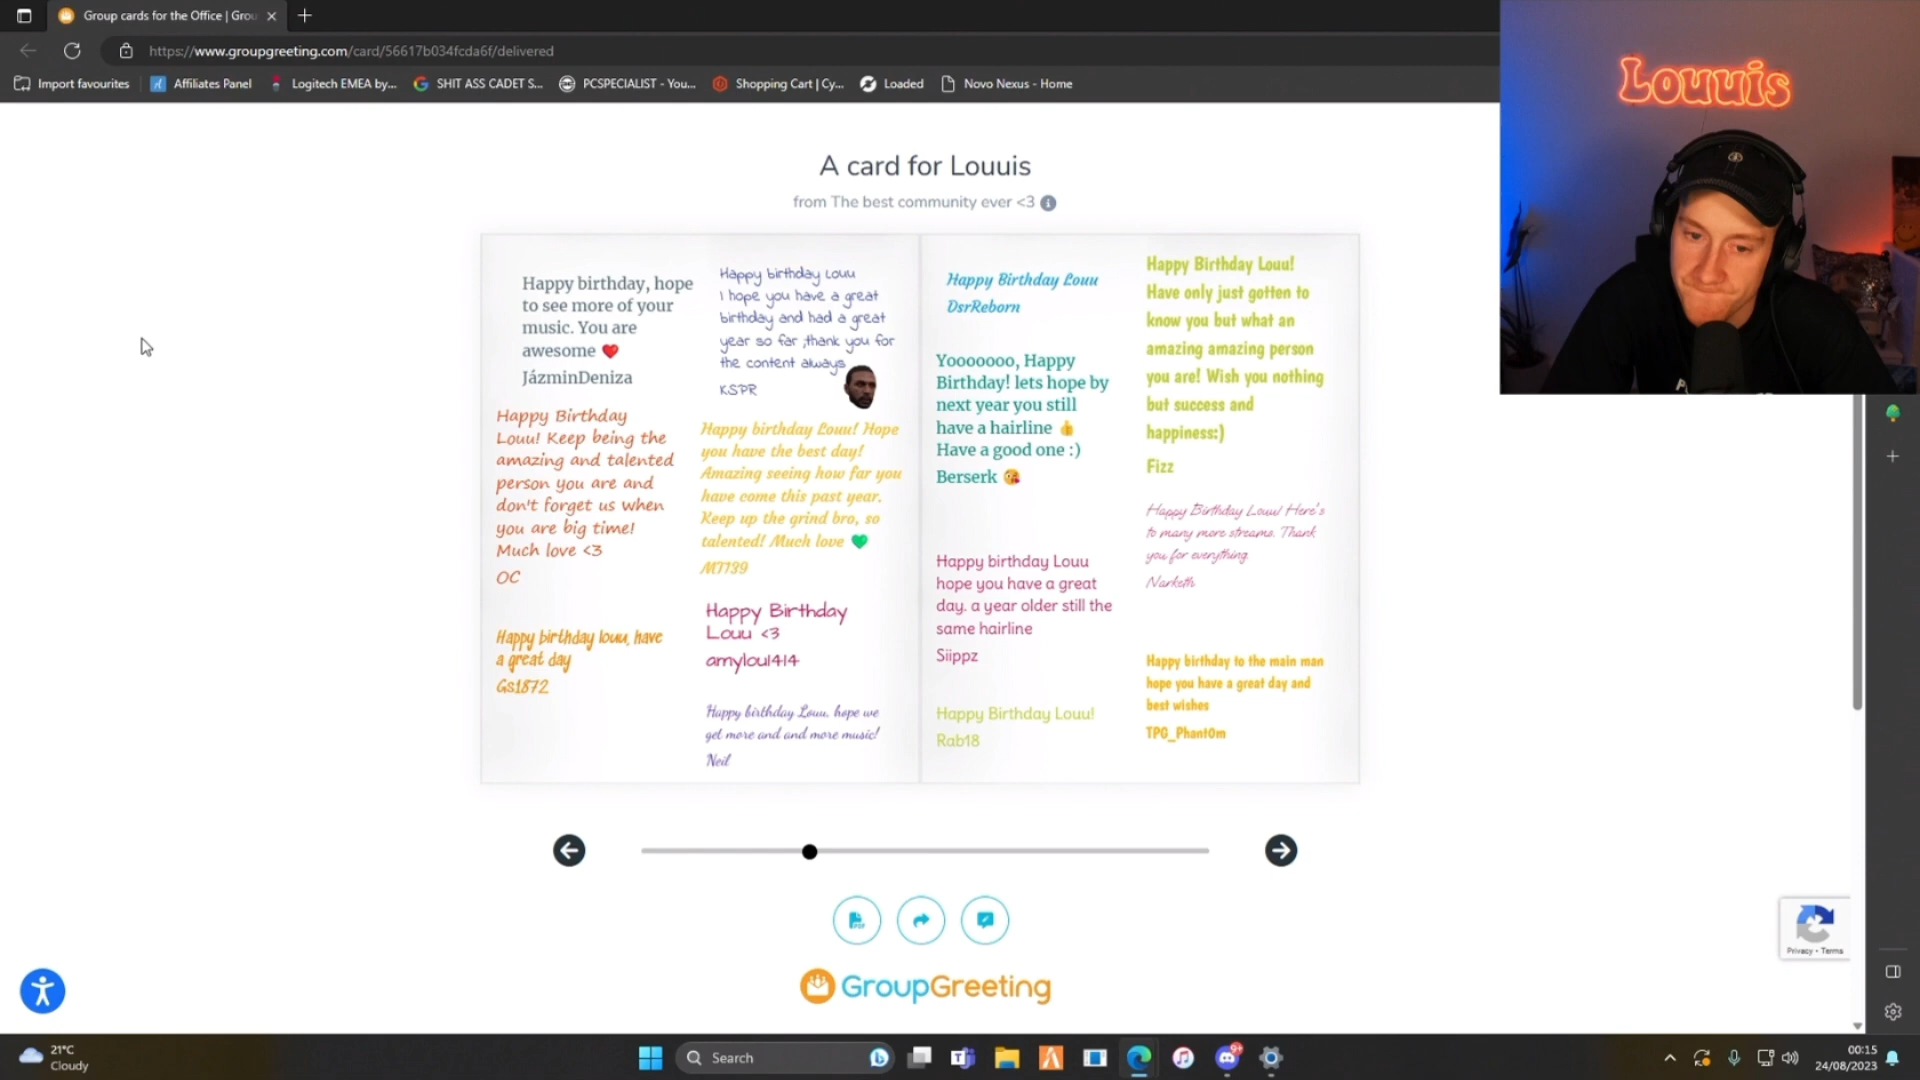 Group cards for the Office | Grou
https://www.groupgreeting.com/card/56617b034fcda6f/delivered
Import favourites
Affiliates Panel
Logitech EMEA by...
SHIT ASS CADET S...
PCSPECIALIST - You...
Shopping Cart | Cy...
Loaded
Novo Nexus - Home
Louuis
A card for Louuis
from The best community ever <3
Happy birthday, hope
to see more of your
music. You are
awesome ❤️
JázminDeniza
Happy Birthday
Louu! Keep being the
amazing and talented
person you are and
don't forget us when
you are big time!
Much love <3
OC
Happy birthday louu, have
a great day
Gs1872
Happy birthday Louu
I hope you have a great
birthday and had a great
year so far ,thank you for
the content always
KSPR
Happy birthday Louu! Hope
you have the best day!
Amazing seeing how far you
have come this past year.
Keep up the grind bro, so
talented! Much love 💚
M7739
Happy Birthday
Louu <3
amylou1414
Happy birthday Louu, hope we
get more and and more music!
Neil
Happy Birthday Louu
DsrReborn
Yooooooo, Happy
Birthday! lets hope by
next year you still
have a hairline 👍
Have a good one :)
Berserk 😘
Happy birthday Louu
hope you have a great
day. a year older still the
same hairline
Siippz
Happy Birthday Louu!
Rab18
Happy Birthday Louu!
Have only just gotten to
know you but what an
amazing amazing person
you are! Wish you nothing
but success and
happiness:)
Fizz
Happy Birthday Louu! Here's
to many more streams. Thank
you for everything
Narketh
Happy birthday to the main man
hope you have a great day and
best wishes
TPG_Phant0m
PDF
GroupGreeting
Privacy - Terms
21°C
Cloudy
Search
9+
00:15
24/08/2023